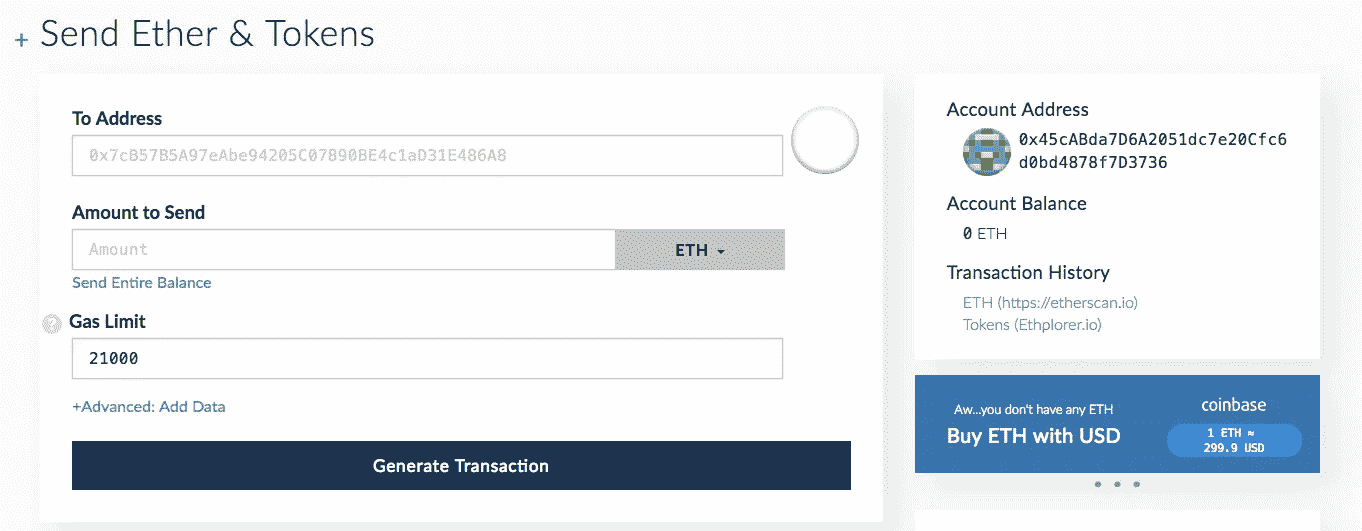 + Send Ether & Tokens
To Address
0x7cB57B5A97eAbe94205C07890BE4c1aD31E486A8
Amount to Send
Amount
ETH
Send Entire Balance
Gas Limit
21000
+Advanced: Add Data
Generate Transaction
Account Address
0x45cABda7D6A2051dc7e20Cfc6
d0bd4878f7D3736
Account Balance
0 ETH
Transaction History
ETH (https://etherscan.io)
Tokens (Ethplorer.io)
Aw...you don't have any ETH
Buy ETH with USD
coinbase
1 ETH ≈
299.9 USD